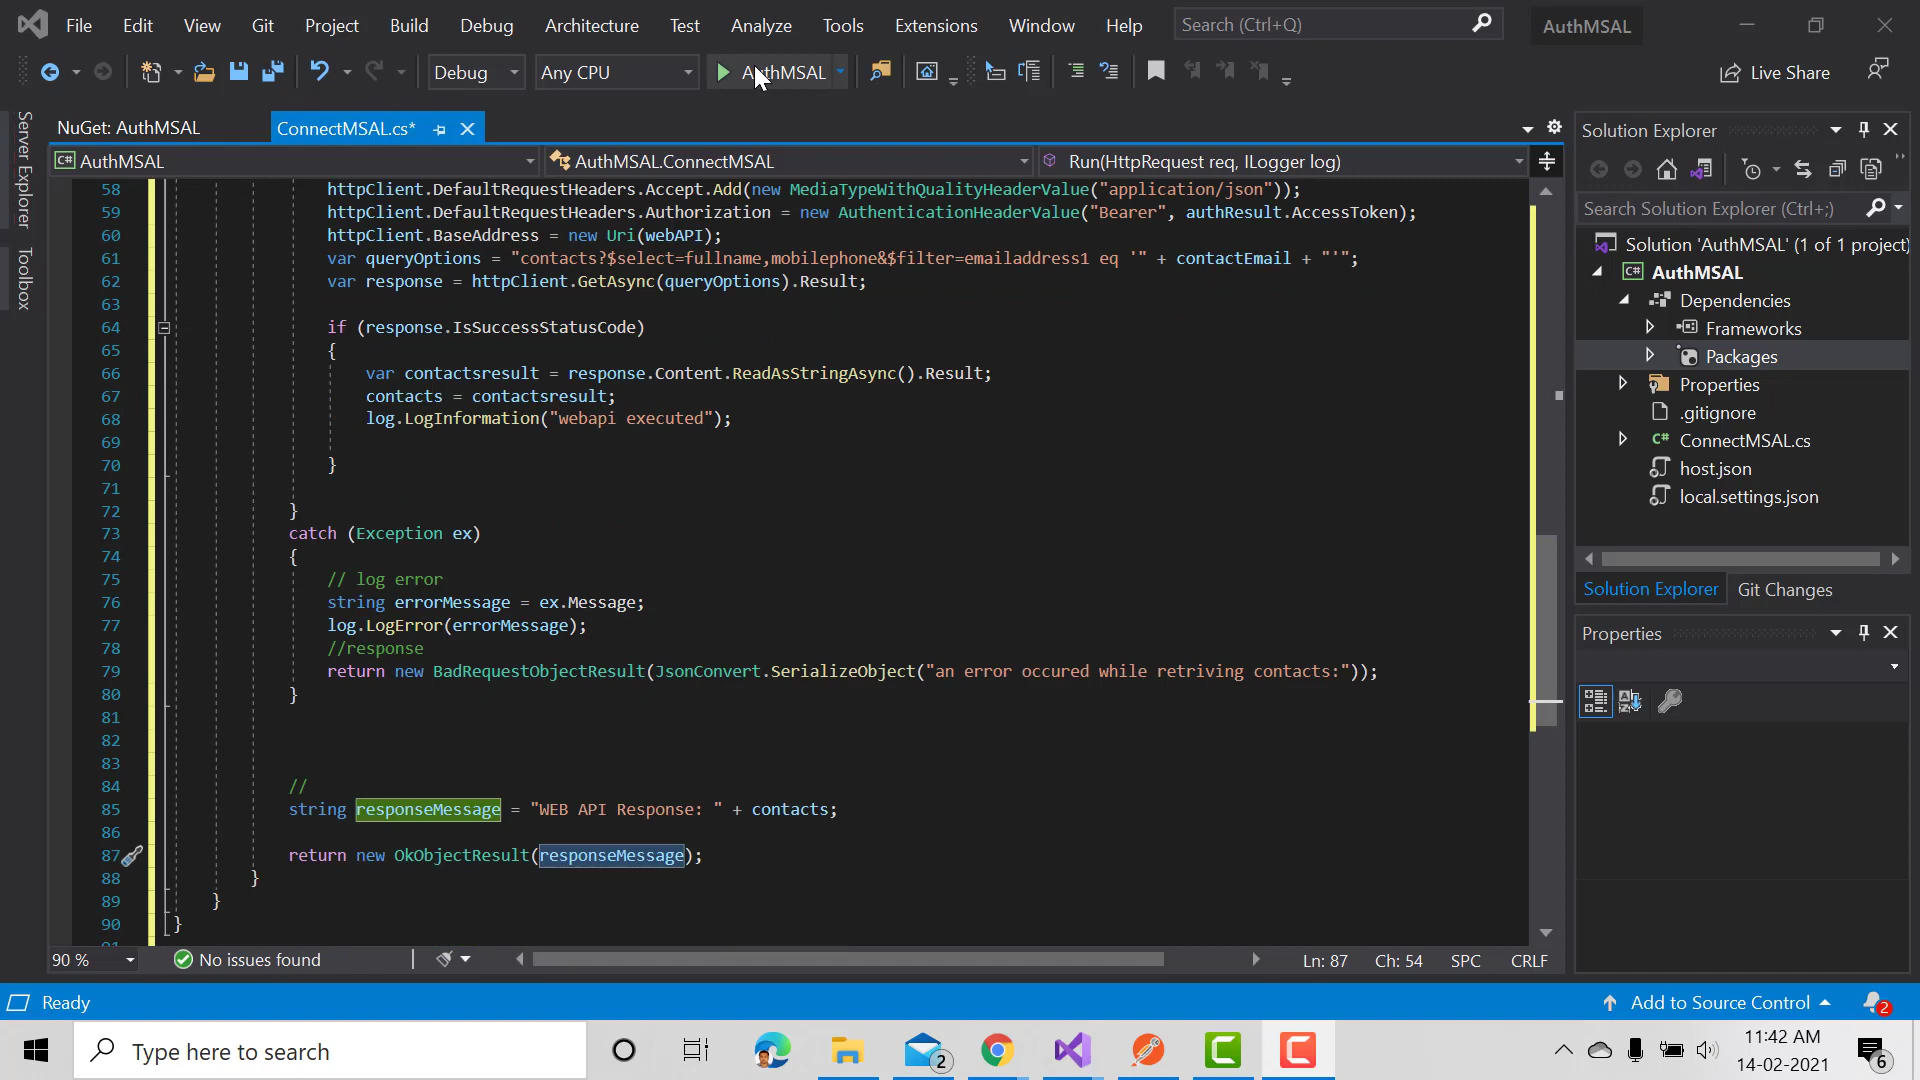 File Edit View Git Project Build Debug Architecture Test Analyze Tools Extensions Window Help Search (Ctrl+Q) AuthMSAL
Debug Any CPU AuthMSAL Live Share
Server Explorer
Toolbox
NuGet: AuthMSAL ConnectMSAL.cs*
AuthMSAL AuthMSAL.ConnectMSAL Run(HttpRequest req, ILogger log)
58 httpClient.DefaultRequestHeaders.Accept.Add(new MediaTypeWithQualityHeaderValue("application/json"));
59 httpClient.DefaultRequestHeaders.Authorization = new AuthenticationHeaderValue("Bearer", authResult.AccessToken);
60 httpClient.BaseAddress = new Uri(webAPI);
61 var queryOptions = "contacts?$select=fullname,mobilephone&$filter=emailaddress1 eq '" + contactEmail + "'";
62 var response = httpClient.GetAsync(queryOptions).Result;
63
64 if (response.IsSuccessStatusCode)
65 {
66 var contactsresult = response.Content.ReadAsStringAsync().Result;
67 contacts = contactsresult;
68 log.LogInformation("webapi executed");
69
70 }
71
72 }
73 catch (Exception ex)
74 {
75 // log error
76 string errorMessage = ex.Message;
77 log.LogError(errorMessage);
78 //response
79 return new BadRequestObjectResult(JsonConvert.SerializeObject("an error occured while retriving contacts:"));
80 }
81
82
83
84 //
85 string responseMessage = "WEB API Response: " + contacts;
86
87 return new OkObjectResult(responseMessage);
88 }
89 }
90 }
90 % No issues found Ln: 87 Ch: 54 SPC CRLF
Solution Explorer
Search Solution Explorer (Ctrl+;)
Solution 'AuthMSAL' (1 of 1 project)
C# AuthMSAL
Dependencies
Frameworks
Packages
Properties
.gitignore
C# ConnectMSAL.cs
host.json
local.settings.json
Solution Explorer Git Changes
Properties
Ready Add to Source Control 2
Type here to search 2 11:42 AM
14-02-2021 6